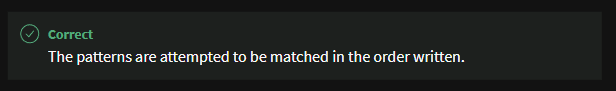 Correct
The patterns are attempted to be matched in the order written.